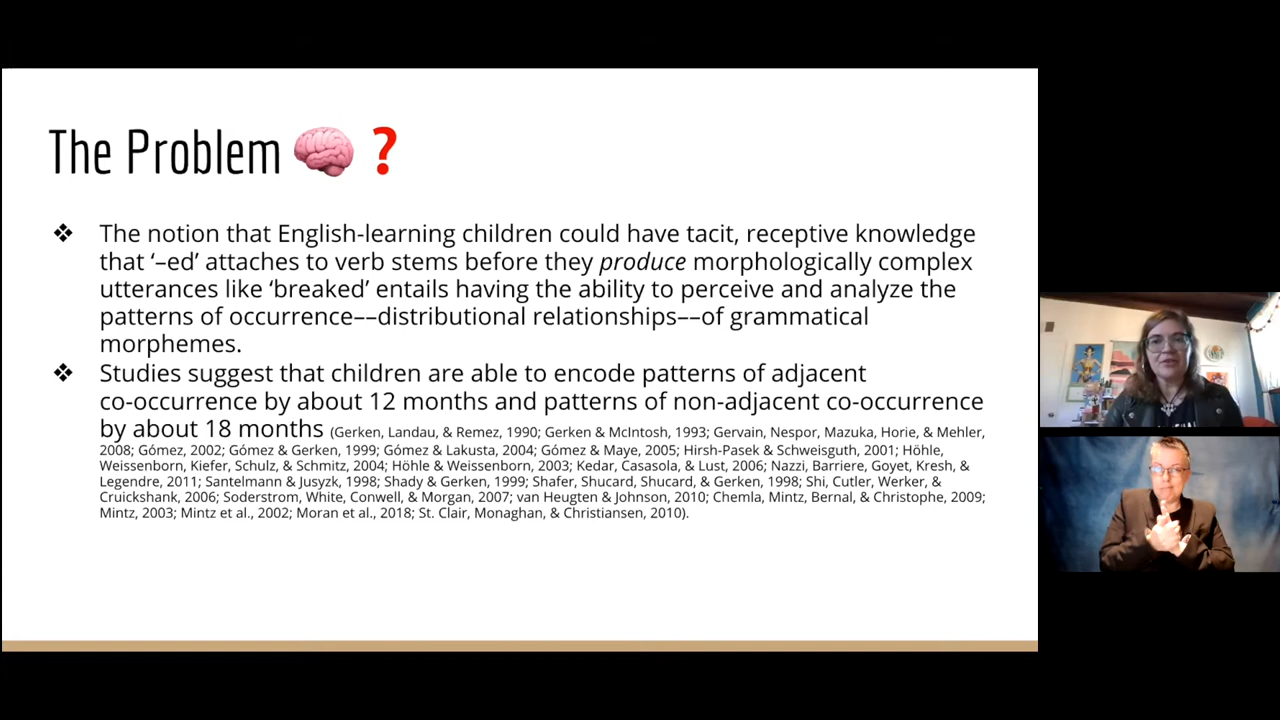 The Problem 🧠❓
❖ The notion that English-learning children could have tacit, receptive knowledge
that ‘–ed’ attaches to verb stems before they produce morphologically complex
utterances like ‘breaked’ entails having the ability to perceive and analyze the
patterns of occurrence––distributional relationships––of grammatical
morphemes.
❖ Studies suggest that children are able to encode patterns of adjacent
co-occurrence by about 12 months and patterns of non-adjacent co-occurrence
by about 18 months (Gerken, Landau, & Remez, 1990; Gerken & McIntosh, 1993; Gervain, Nespor, Mazuka, Horie, & Mehler,
2008; Gómez, 2002; Gómez & Gerken, 1999; Gómez & Lakusta, 2004; Gómez & Maye, 2005; Hirsh-Pasek & Schweisguth, 2001; Höhle,
Weissenborn, Kiefer, Schulz, & Schmitz, 2004; Höhle & Weissenborn, 2003; Kedar, Casasola, & Lust, 2006; Nazzi, Barriere, Goyet, Kresh, &
Legendre, 2011; Santelmann & Jusyzk, 1998; Shady & Gerken, 1999; Shafer, Shucard, Shucard, & Gerken, 1998; Shi, Cutler, Werker, &
Cruickshank, 2006; Soderstrom, White, Conwell, & Morgan, 2007; van Heugten & Johnson, 2010; Chemla, Mintz, Bernal, & Christophe, 2009;
Mintz, 2003; Mintz et al., 2002; Moran et al., 2018; St. Clair, Monaghan, & Christiansen, 2010).